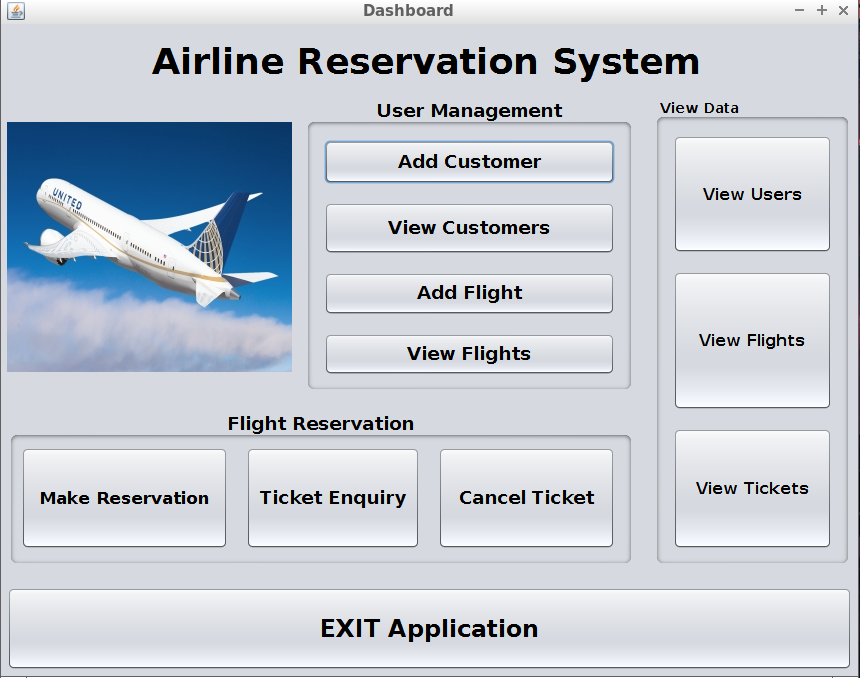 Dashboard
Airline Reservation System
User Management
View Data
UNITED
Add Customer
View Customers
Add Flight
View Flights
View Users
View Flights
View Tickets
Flight Reservation
Make Reservation
Ticket Enquiry
Cancel Ticket
EXIT Application